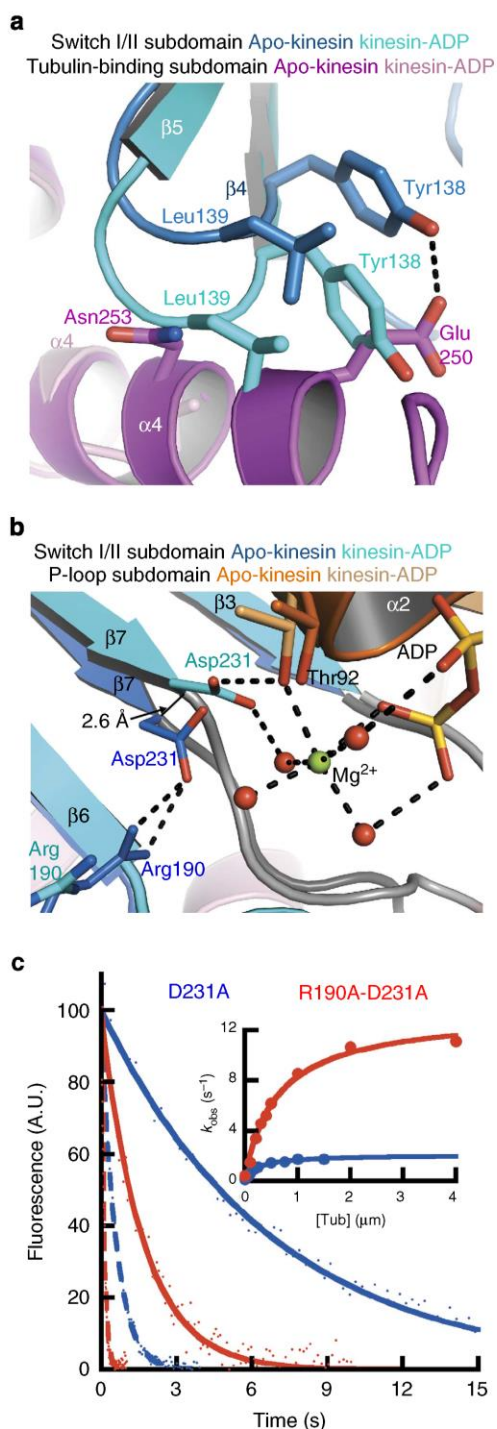 a
Switch I/II subdomain Apo-kinesin kinesin-ADP
Tubulin-binding subdomain Apo-kinesin kinesin-ADP
β5
β4
Tyr138
Leu139
Tyr138
Leu139
Asn253
Glu
250
α4
α4
b
Switch I/II subdomain Apo-kinesin kinesin-ADP
P-loop subdomain Apo-kinesin kinesin-ADP
β3
α2
β7
Asp231
ADP
β7
Thr92
2.6 Å
Asp231
Mg2+
β6
Arg
190
Arg190
c
D231A R190A-D231A
100
80
60
40
20
0
Fluorescence (A.U.)
12
8
4
0
kobs (s−1)
0 1 2 3 4
[Tub] (μm)
0 3 6 9 12 15
Time (s)